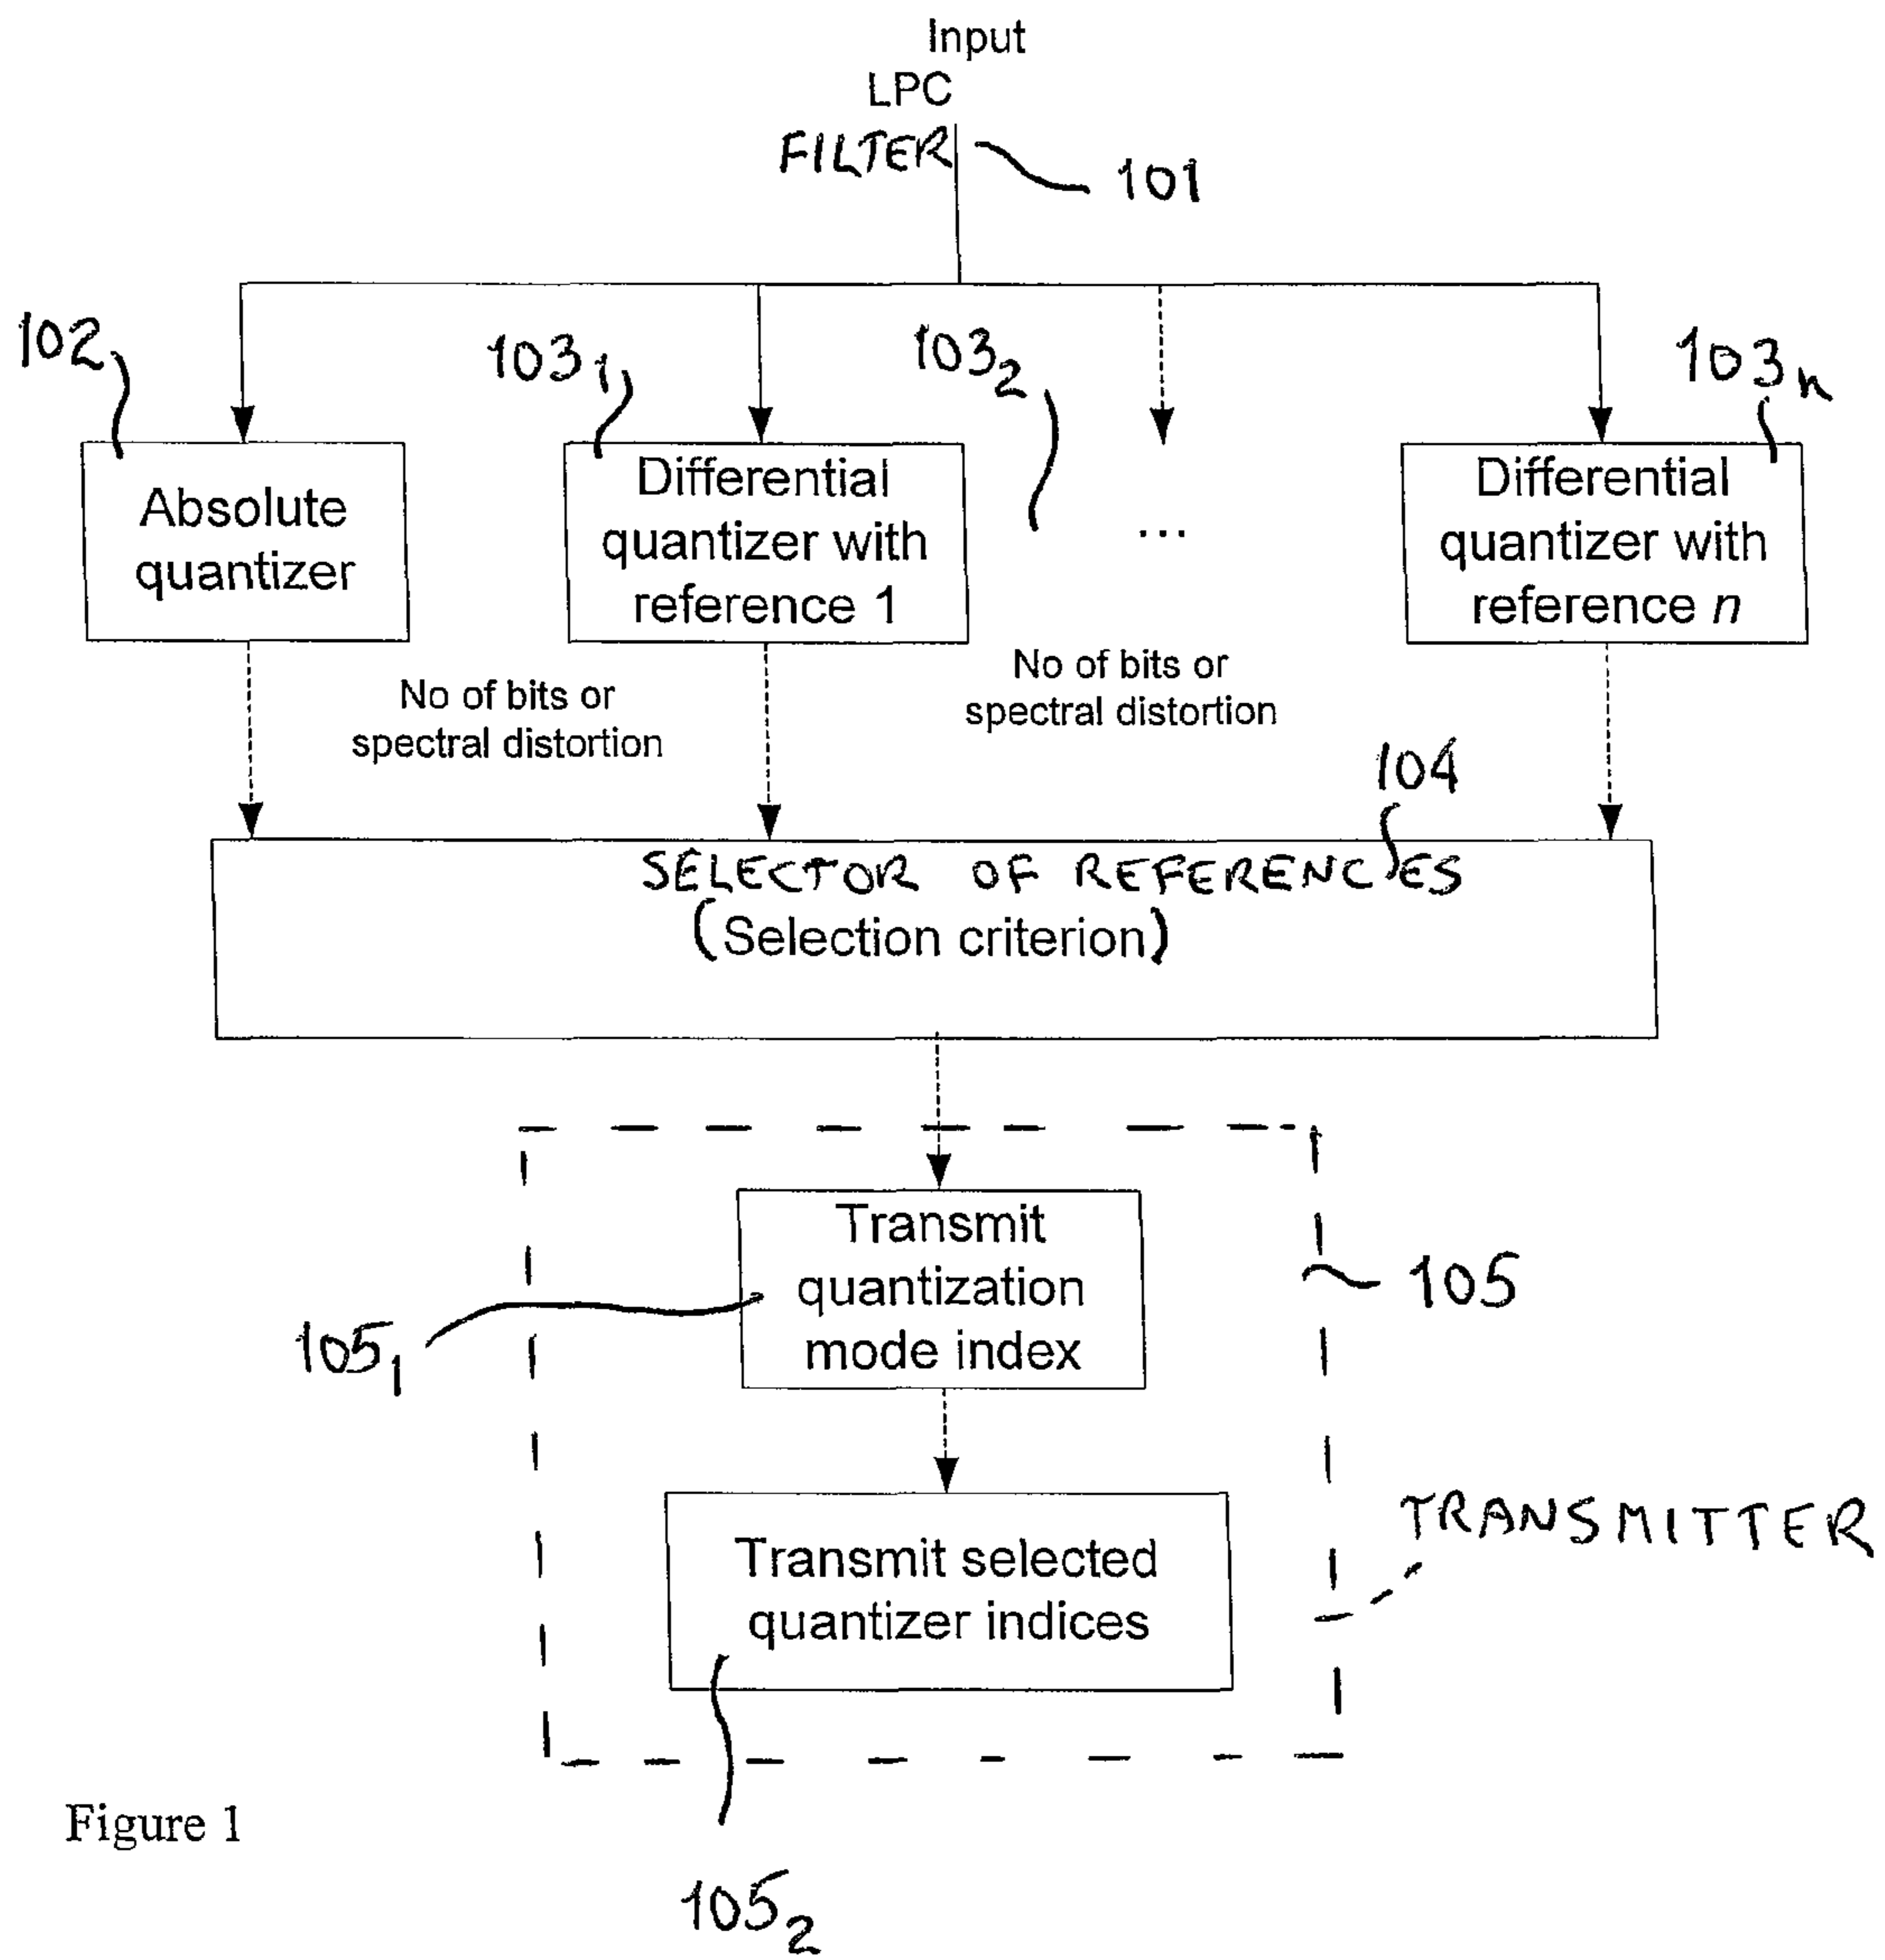 Input
LPC
FILTER
101
102
103₁
103₂
103ₙ
Absolute
quantizer
Differential
quantizer with
reference 1
...
Differential
quantizer with
reference n
No of bits or
spectral distortion
No of bits or
spectral distortion
104
SELECTOR OF REFERENCIES
(Selection criterion)
Transmit
quantization
mode index
105
105₁
Transmit selected
quantizer indices
TRANSMITTER
Figure 1
105₂